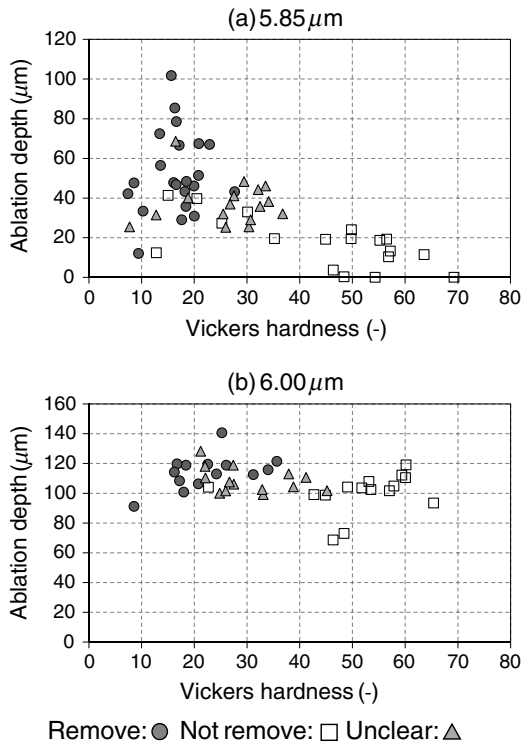 (a) 5.85 μm
120
100
80
60
40
20
0
Ablation depth (μm)
0 10 20 30 40 50 60 70 80
Vickers hardness (-)
(b) 6.00 μm
160
140
120
100
80
60
40
20
0
Ablation depth (μm)
0 10 20 30 40 50 60 70 80
Vickers hardness (-)
Remove: Not remove: Unclear: